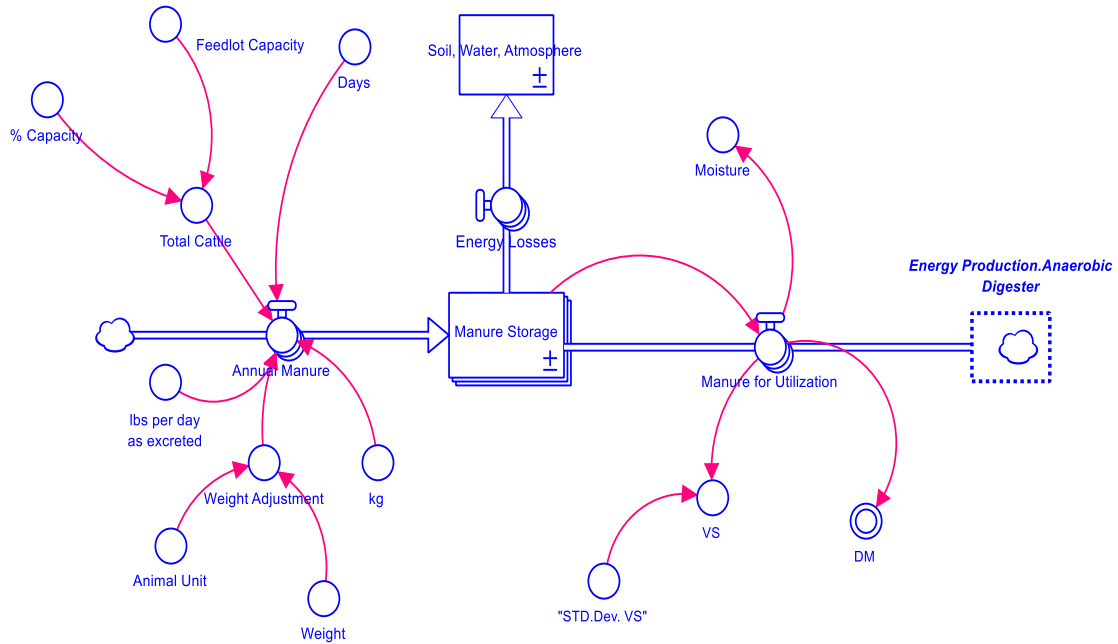 Feedlot Capacity
Soil, Water, Atmosphere
±
Days
% Capacity
Moisture
Total Cattle
Energy Losses
Energy Production.Anaerobic
Digester
Manure Storage
±
Annual Manure
Manure for Utilization
lbs per day
as excreted
Weight Adjustment
kg
VS
DM
Animal Unit
"STD.Dev. VS"
Weight